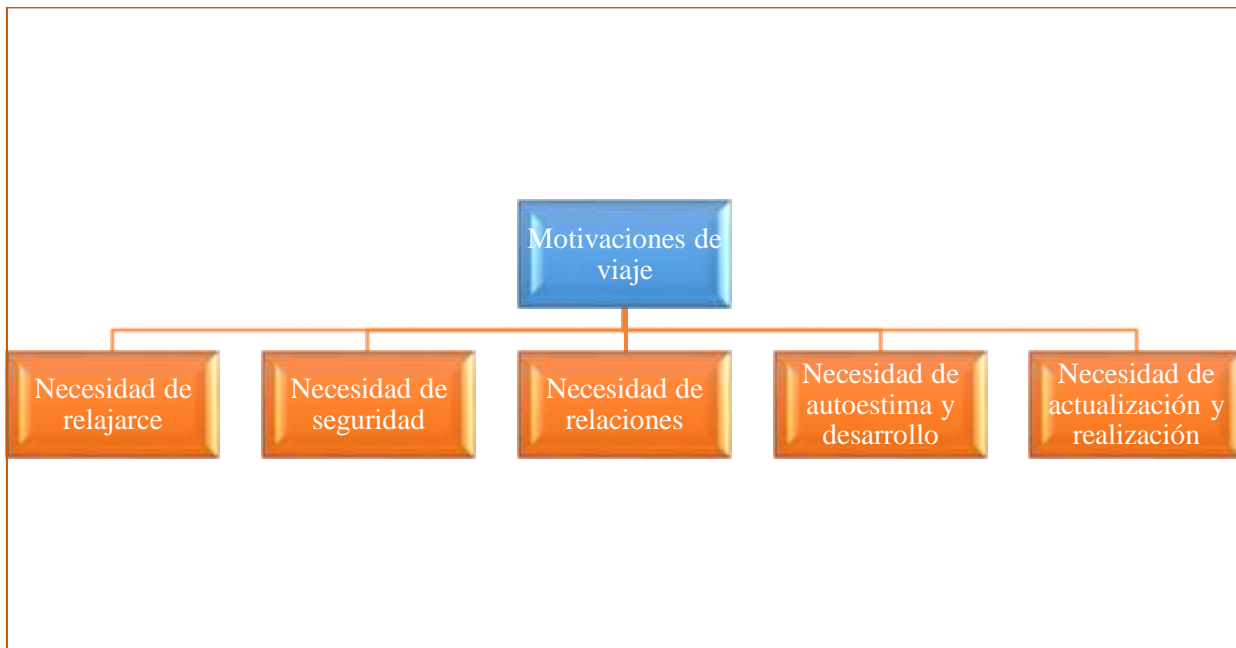 Motivaciones de
viaje
Necesidad de
relajarce
Necesidad de
seguridad
Necesidad de
relaciones
Necesidad de
autoestima y
desarrollo
Necesidad de
actualización y
realización